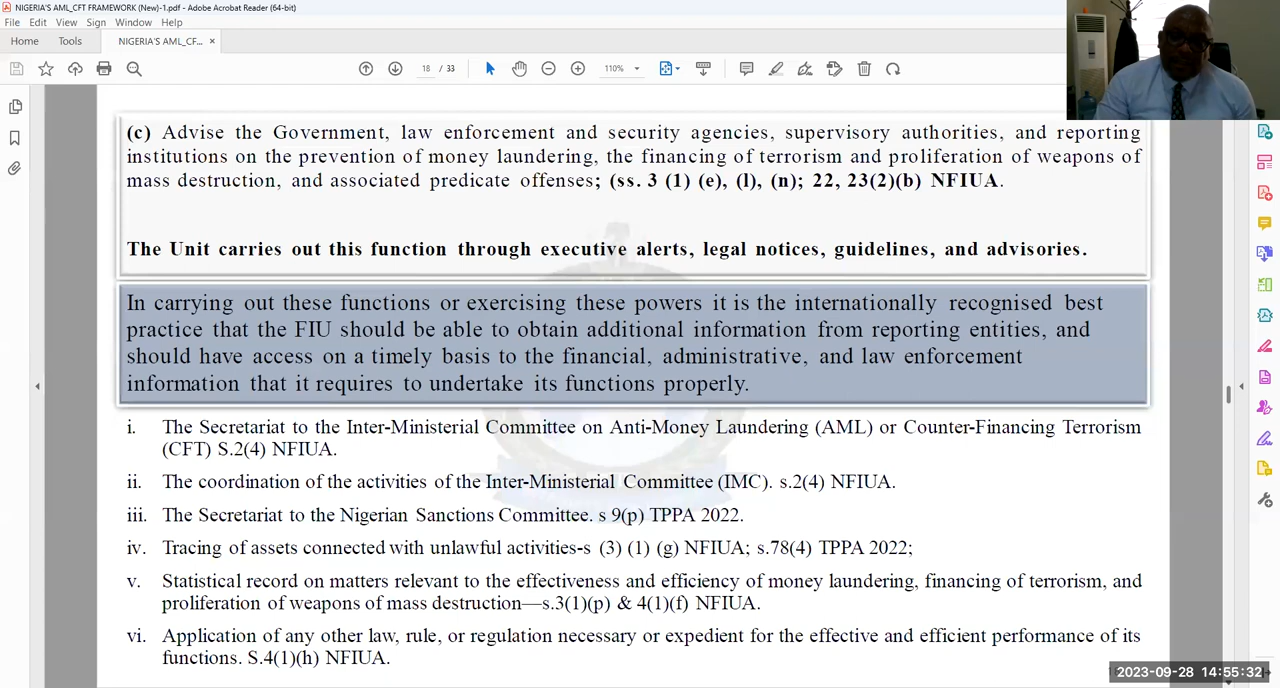 NIGERIA'S AML_CFT FRAMEWORK (New)-1.pdf - Adobe Acrobat Reader (64-bit)
File Edit View Sign Window Help
Home Tools NIGERIA'S AML_CF... ×
18 / 33 110%
(c) Advise the Government, law enforcement and security agencies, supervisory authorities, and reporting
institutions on the prevention of money laundering, the financing of terrorism and proliferation of weapons of
mass destruction, and associated predicate offenses; (ss. 3 (1) (e), (l), (n); 22, 23(2)(b) NFIUA.
The Unit carries out this function through executive alerts, legal notices, guidelines, and advisories.
In carrying out these functions or exercising these powers it is the internationally recognised best
practice that the FIU should be able to obtain additional information from reporting entities, and
should have access on a timely basis to the financial, administrative, and law enforcement
information that it requires to undertake its functions properly.
i. The Secretariat to the Inter-Ministerial Committee on Anti-Money Laundering (AML) or Counter-Financing Terrorism
(CFT) S.2(4) NFIUA.
ii. The coordination of the activities of the Inter-Ministerial Committee (IMC). s.2(4) NFIUA.
iii. The Secretariat to the Nigerian Sanctions Committee. s 9(p) TPPA 2022.
iv. Tracing of assets connected with unlawful activities-s (3) (1) (g) NFIUA; s.78(4) TPPA 2022;
v. Statistical record on matters relevant to the effectiveness and efficiency of money laundering, financing of terrorism, and
proliferation of weapons of mass destruction—s.3(1)(p) & 4(1)(f) NFIUA.
vi. Application of any other law, rule, or regulation necessary or expedient for the effective and efficient performance of its
functions. S.4(1)(h) NFIUA.
2023-09-28 14:55:32